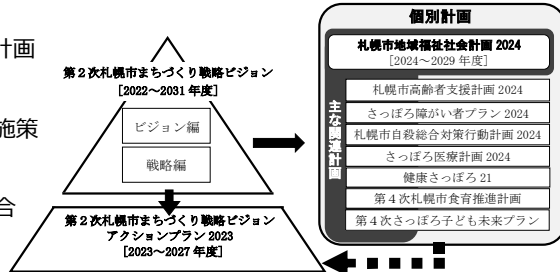 計画
施策
合
第２次札幌市まちづくり戦略ビジョン
［2022～2031 年度］
ビジョン編
戦略編
第２次札幌市まちづくり戦略ビジョン
アクションプラン 2023
［2023～2027 年度］
個別計画
札幌市地域福祉社会計画 2024
［2024～2029 年度］
主な関連計画
札幌市高齢者支援計画 2024
さっぽろ障がい者プラン 2024
札幌市自殺総合対策行動計画 2024
さっぽろ医療計画 2024
健康さっぽろ 21
第４次札幌市食育推進計画
第４次さっぽろ子ども未来プラン